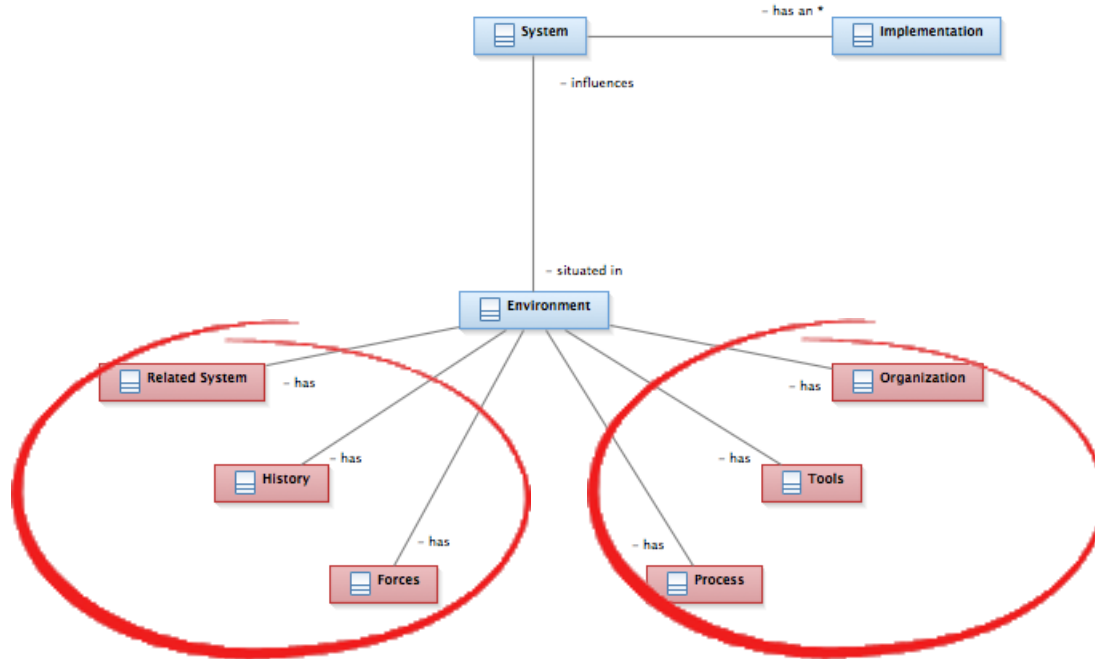 - has an *
System
Implementation
- influences
- situated in
Environment
Related System
- has
- has
Organization
History
- has
- has
Tools
- has
- has
Forces
Process